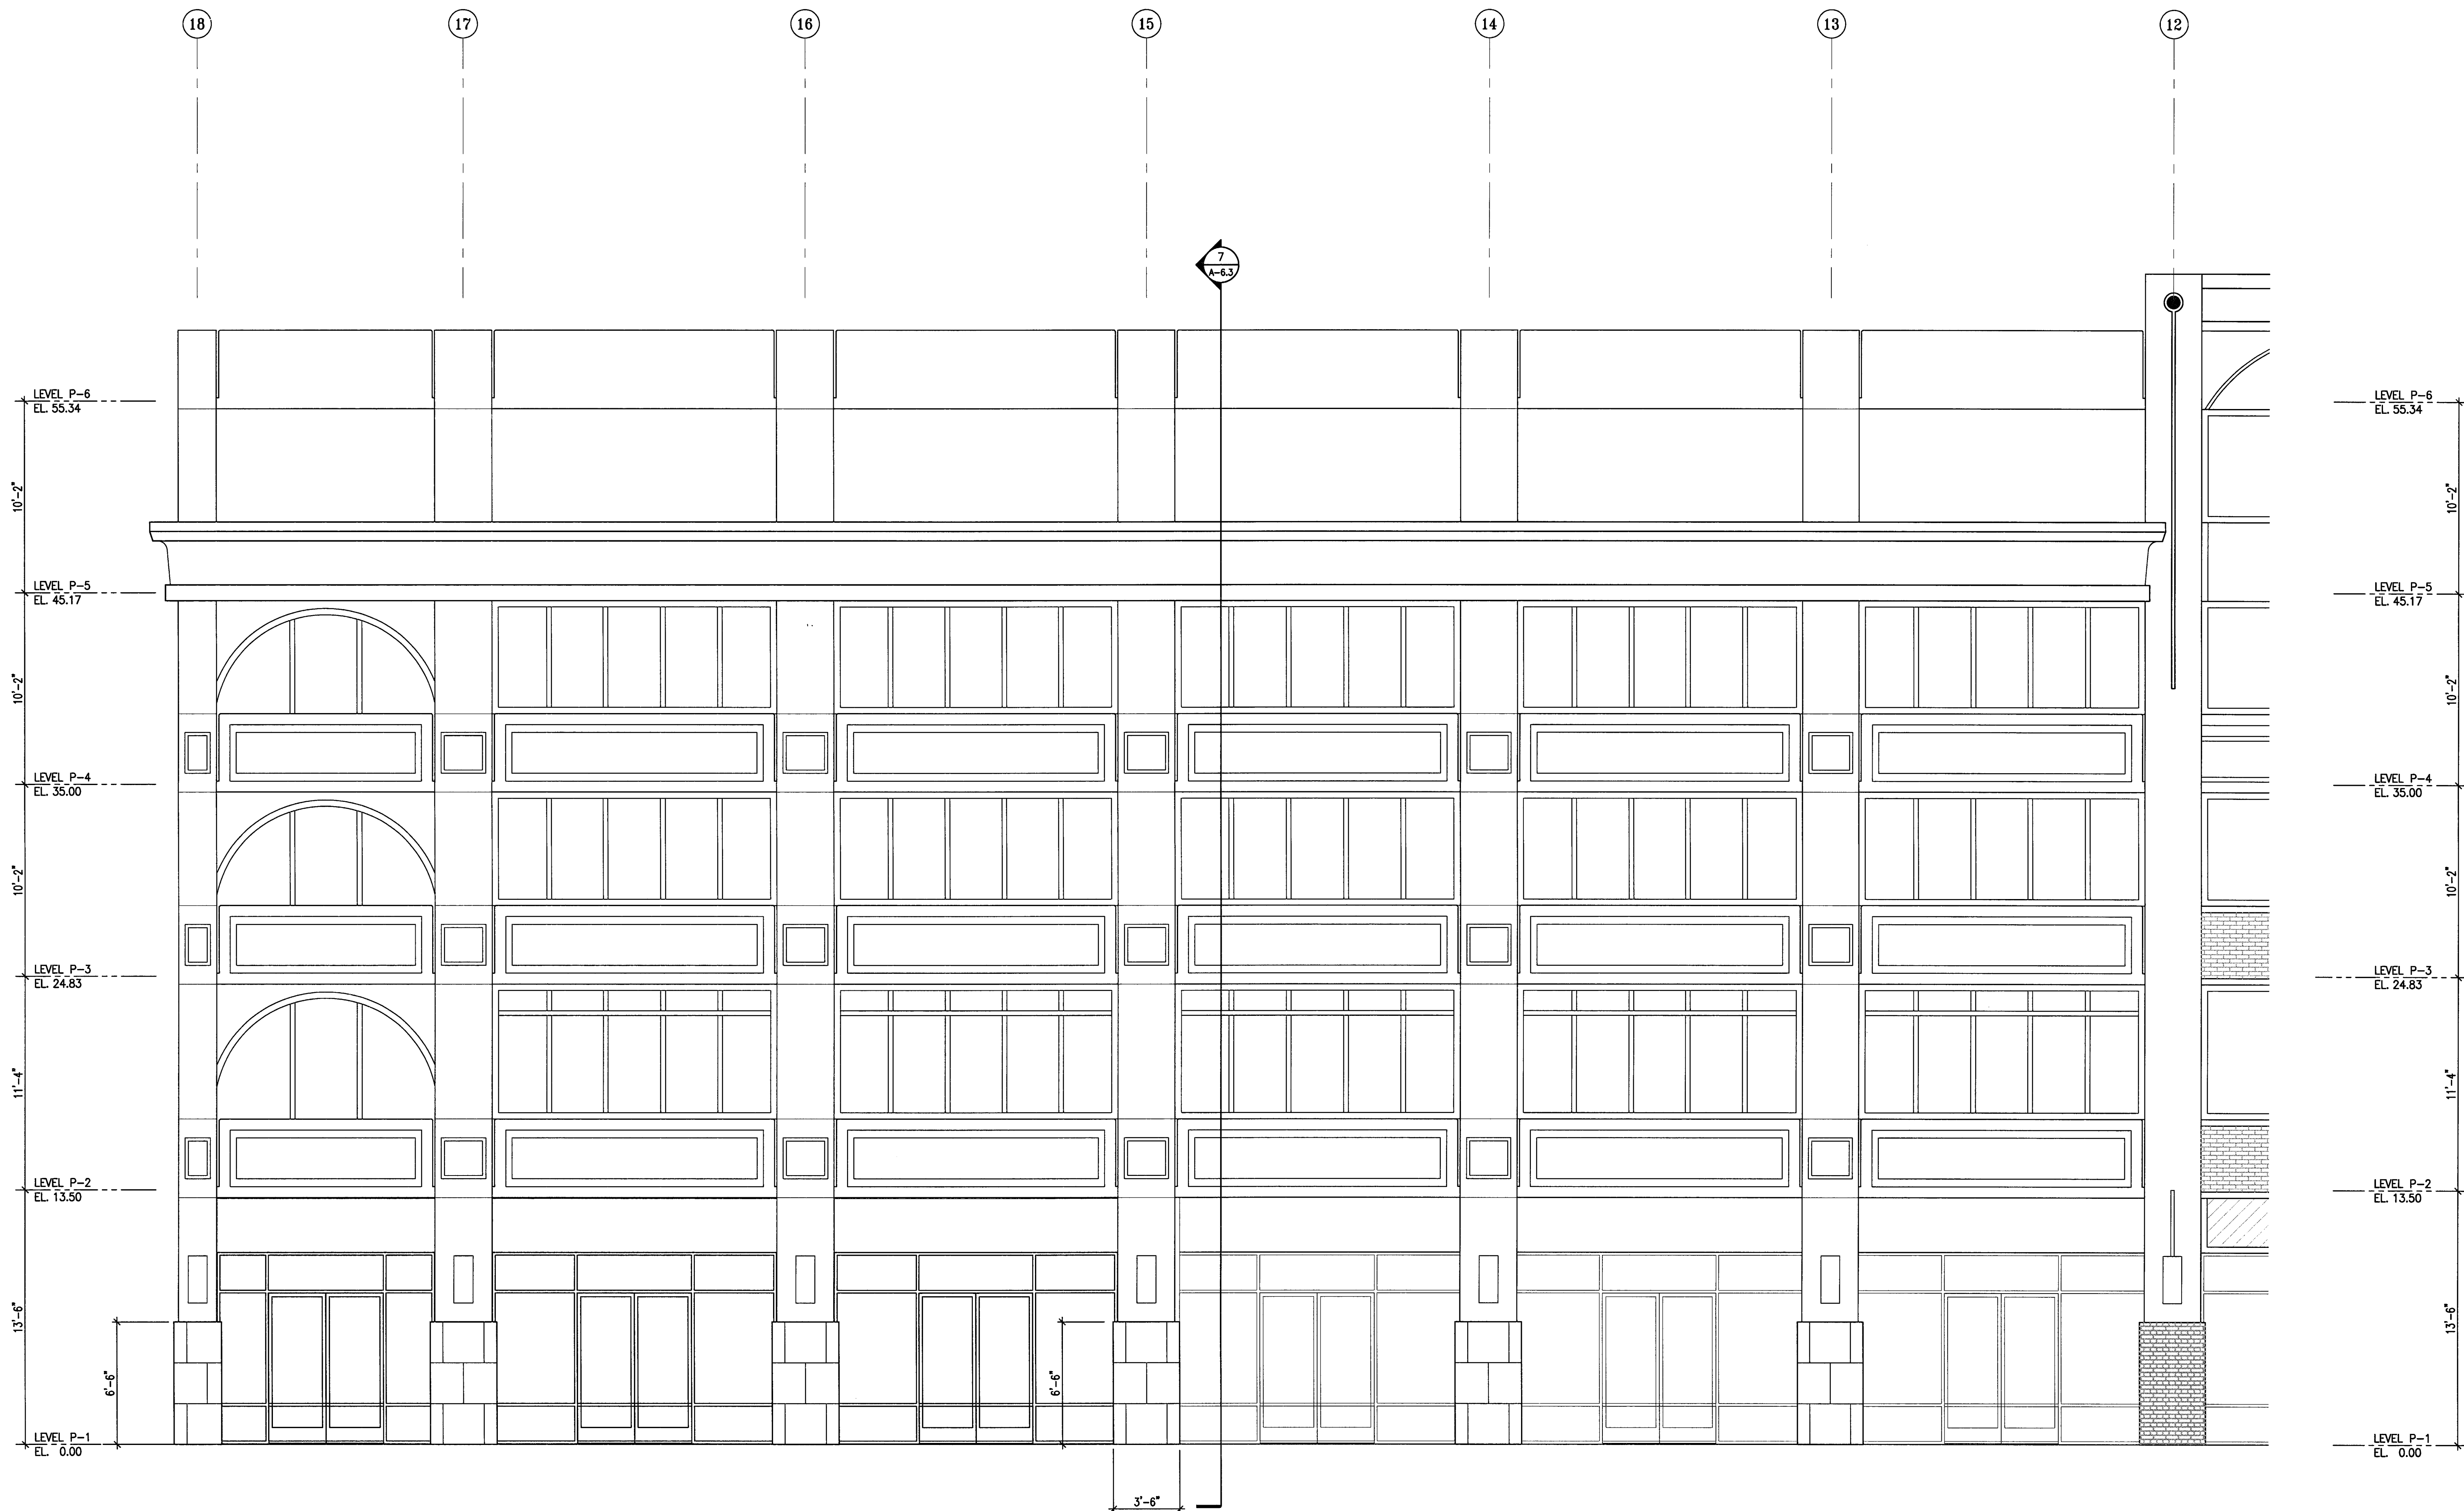 18
17
16
15
14
13
12
7
A-6.3
LEVEL P-6
EL. 55.34
LEVEL P-6
EL. 55.34
10'-2"
10'-2"
LEVEL P-5
EL. 45.17
LEVEL P-5
EL. 45.17
10'-2"
10'-2"
LEVEL P-4
EL. 35.00
LEVEL P-4
EL. 35.00
10'-2"
10'-2"
LEVEL P-3
EL. 24.83
LEVEL P-3
EL. 24.83
11'-4"
11'-4"
LEVEL P-2
EL. 13.50
LEVEL P-2
EL. 13.50
13'-6"
13'-6"
6'-6"
6'-6"
LEVEL P-1
EL. 0.00
LEVEL P-1
EL. 0.00
3'-6"